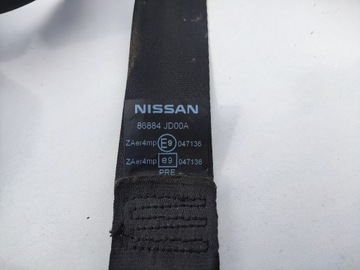 NISSAN
86884 JD00A
ZAer4mp E9 047136
ZAer4mp e9 047136
PRE